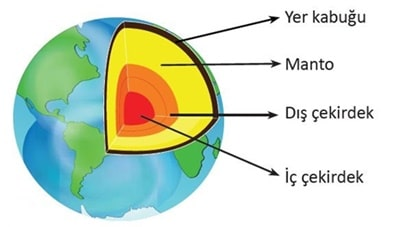 Yer kabuğu
Manto
Dış çekirdek
İç çekirdek